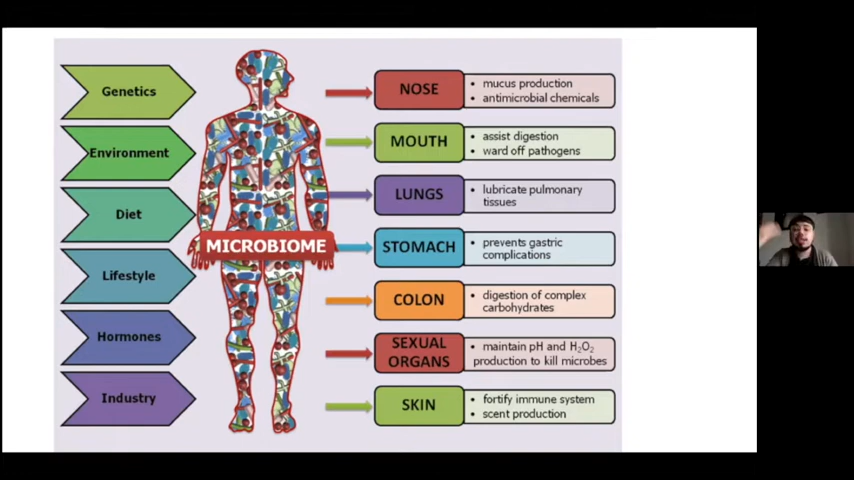 Genetics
Environment
Diet
Lifestyle
Hormones
Industry
MICROBIOME
NOSE
• mucus production
• antimicrobial chemicals
MOUTH
• assist digestion
• ward off pathogens
LUNGS
• lubricate pulmonary
tissues
STOMACH
• prevents gastric
complications
COLON
• digestion of complex
carbohydrates
SEXUAL
ORGANS
• maintain pH and H₂O₂
production to kill microbes
SKIN
• fortify immune system
• scent production